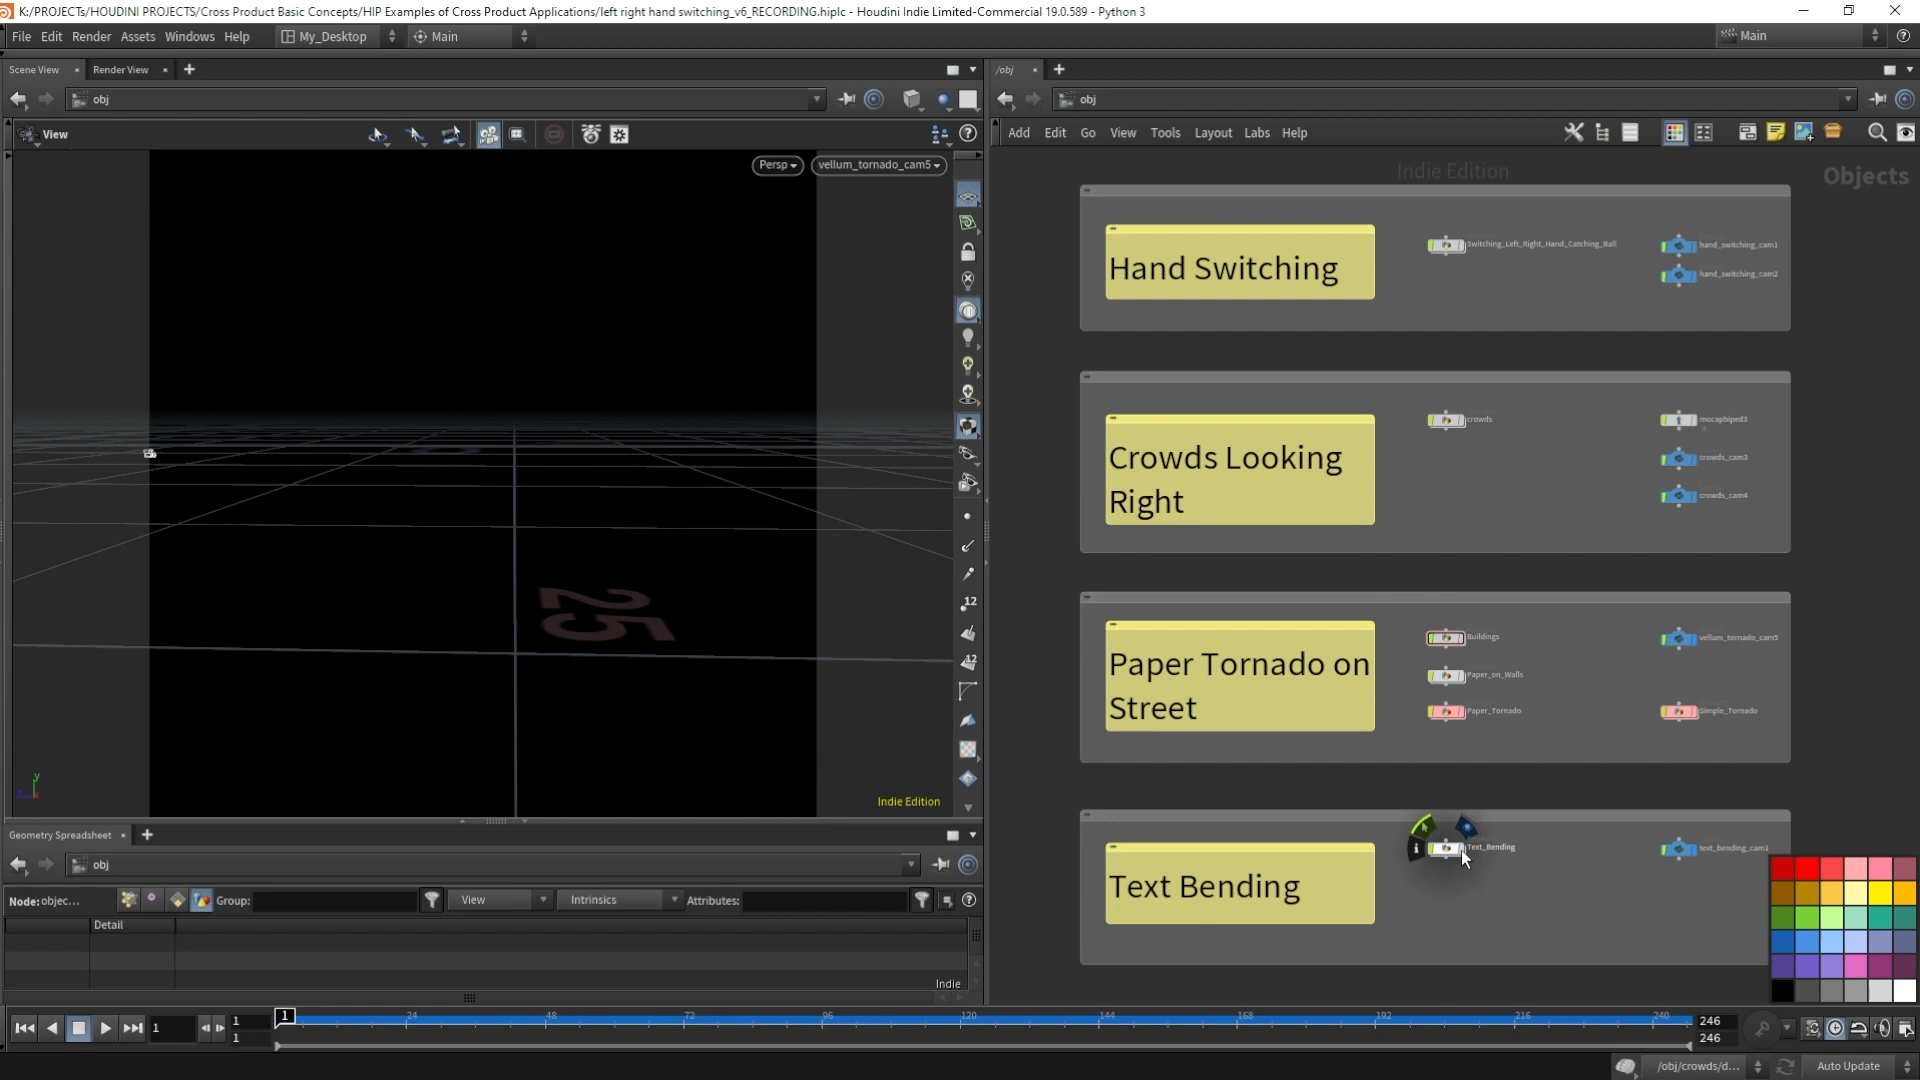 K:/PROJECTs/HOUDINI PROJECTS/Cross Product Basic Concepts/HIP Examples of Cross Product Applications/left right hand switching_v6_RECORDING.hiplc - Houdini Indie Limited-Commercial 19.0.589 - Python 3
File Edit Render Assets Windows Help My_Desktop Main Main
Scene View Render View /obj
obj obj
View Add Edit Go View Tools Layout Labs Help
Persp vellum_tornado_cam5
Indie Edition
Objects
Hand Switching
Switching_Left_Right_Hand_Catching_Ball
hand_switching_cam1
hand_switching_cam2
Crowds Looking
Right
crowds
mocapbiped3
crowds_cam3
crowds_cam4
12
12
25
y
Indie Edition
Paper Tornado on
Street
Buildings
Paper_on_Walls
Paper_Tornado
vellum_tornado_cam5
Simple_Tornado
Text Bending
Text_Bending
text_bending_cam1
Geometry Spreadsheet
obj
Node: objec... Group: View Intrinsics Attributes:
Detail
Indie
1 1 1 24 48 72 96 120 144 168 192 216 240 246
1 246
/obj/crowds/d... Auto Update